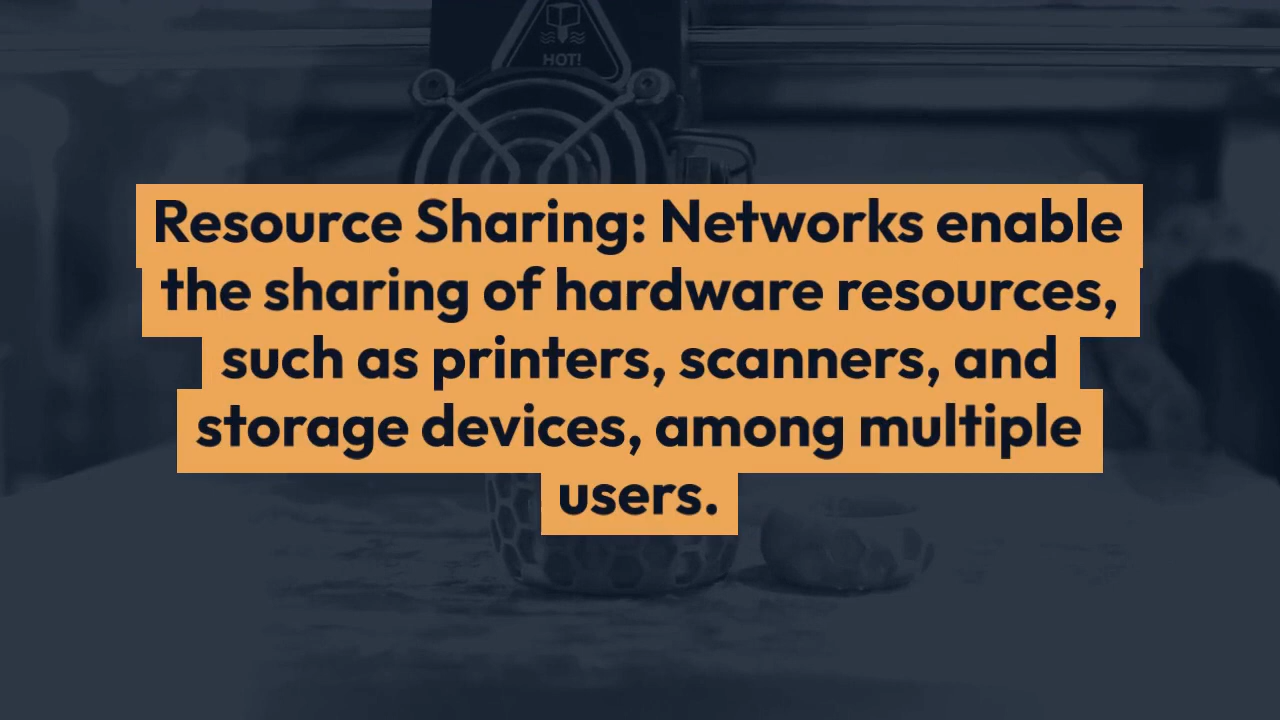 HOT!
Resource Sharing: Networks enable
the sharing of hardware resources,
such as printers, scanners, and
storage devices, among multiple
users.